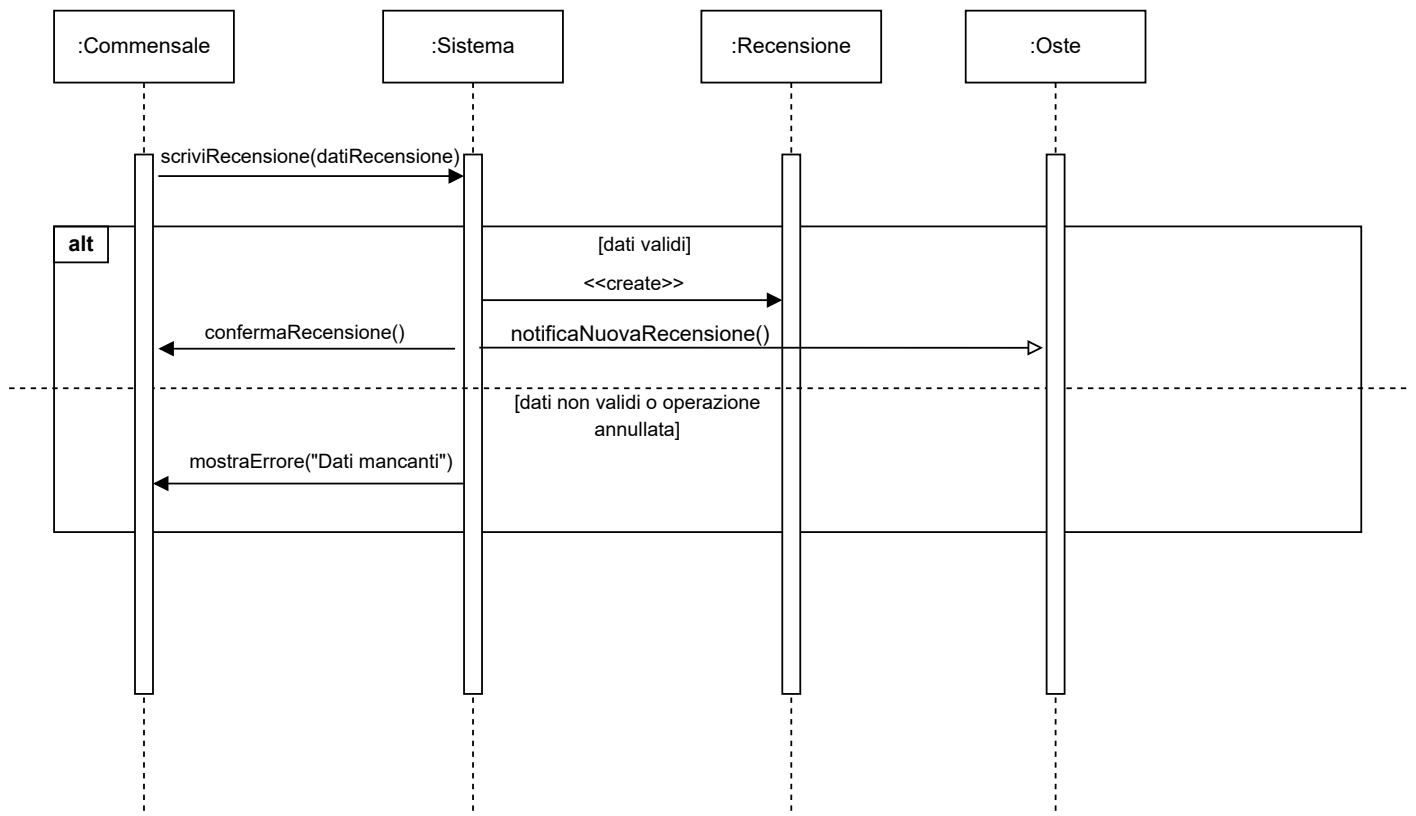 :Commensale
:Sistema
:Recensione
:Oste
scriviRecensione(datiRecensione)
alt
[dati validi]
<<create>>
confermaRecensione()
notificaNuovaRecensione()
[dati non validi o operazione
annullata]
mostraErrore("Dati mancanti")